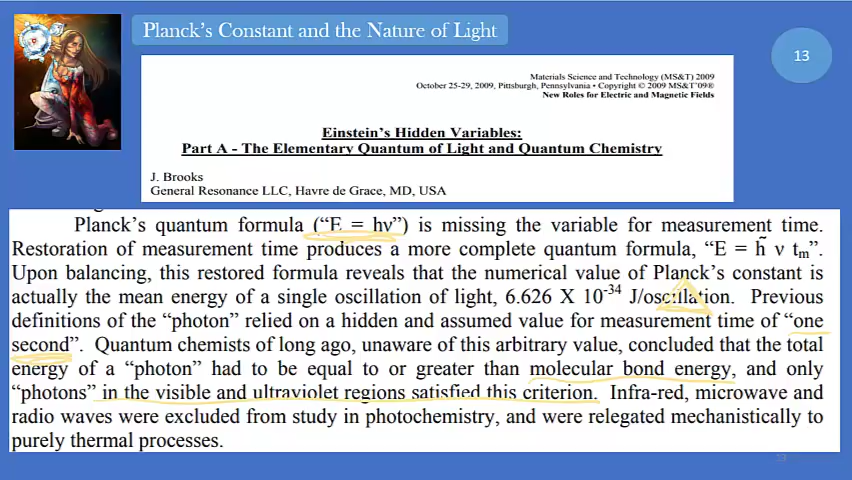 Planck's Constant and the Nature of Light
13
Materials Science and Technology (MS&T) 2009
October 25-29, 2009, Pittsburgh, Pennsylvania • Copyright © 2009 MS&T'09®
New Roles for Electric and Magnetic Fields
Einstein's Hidden Variables:
Part A - The Elementary Quantum of Light and Quantum Chemistry
J. Brooks
General Resonance LLC, Havre de Grace, MD, USA
Planck's quantum formula ("E = hν") is missing the variable for measurement time.
Restoration of measurement time produces a more complete quantum formula, "E = h̃ ν tₘ".
Upon balancing, this restored formula reveals that the numerical value of Planck's constant is
actually the mean energy of a single oscillation of light, 6.626 X 10⁻³⁴ J/oscillation. Previous
definitions of the "photon" relied on a hidden and assumed value for measurement time of "one
second". Quantum chemists of long ago, unaware of this arbitrary value, concluded that the total
energy of a "photon" had to be equal to or greater than molecular bond energy, and only
"photons" in the visible and ultraviolet regions satisfied this criterion. Infra-red, microwave and
radio waves were excluded from study in photochemistry, and were relegated mechanistically to
purely thermal processes.